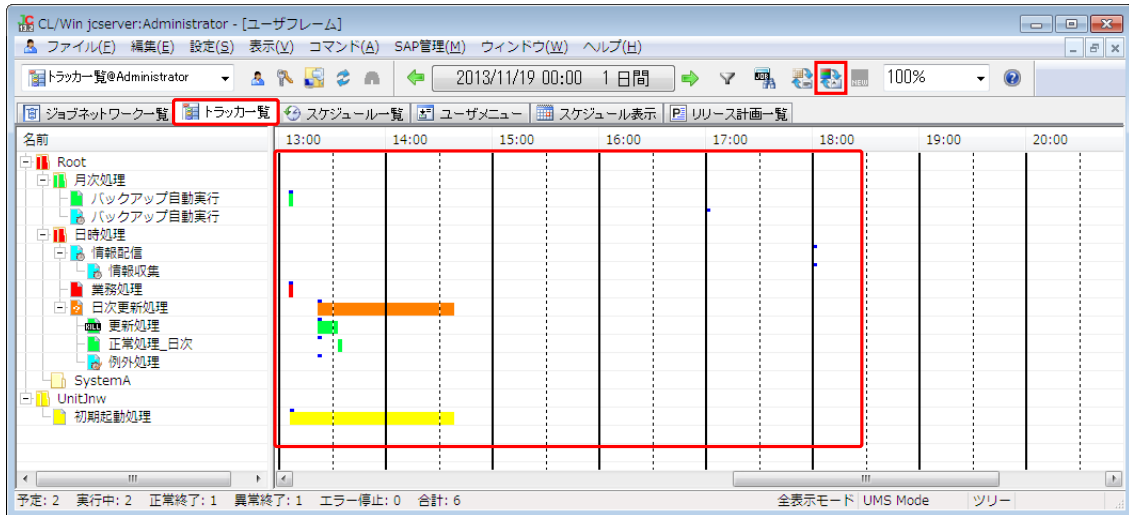 CL/Win jcserver:Administrator - [ユーザフレーム]
ファイル(F) 編集(E) 設定(S) 表示(V) コマンド(A) SAP管理(M) ウィンドウ(W) ヘルプ(H)
トラッカー覧@Administrator 2013/11/19 00:00 1 日間 NEW 100%
ジョブネットワーク一覧 トラッカー覧 スケジュール一覧 ユーザメニュー スケジュール表示 リリース計画一覧
名前 13:00 14:00 15:00 16:00 17:00 18:00 19:00 20:00
Root
月次処理
バックアップ自動実行
バックアップ自動実行
日時処理
情報配信
情報収集
業務処理
日次更新処理
KILL 更新処理
正常処理_日次
例外処理
SystemA
UnitJnw
初期起動処理
予定: 2 実行中: 2 正常終了: 1 異常終了: 1 エラー停止: 0 合計: 6 全表示モード UMS Mode ツリー